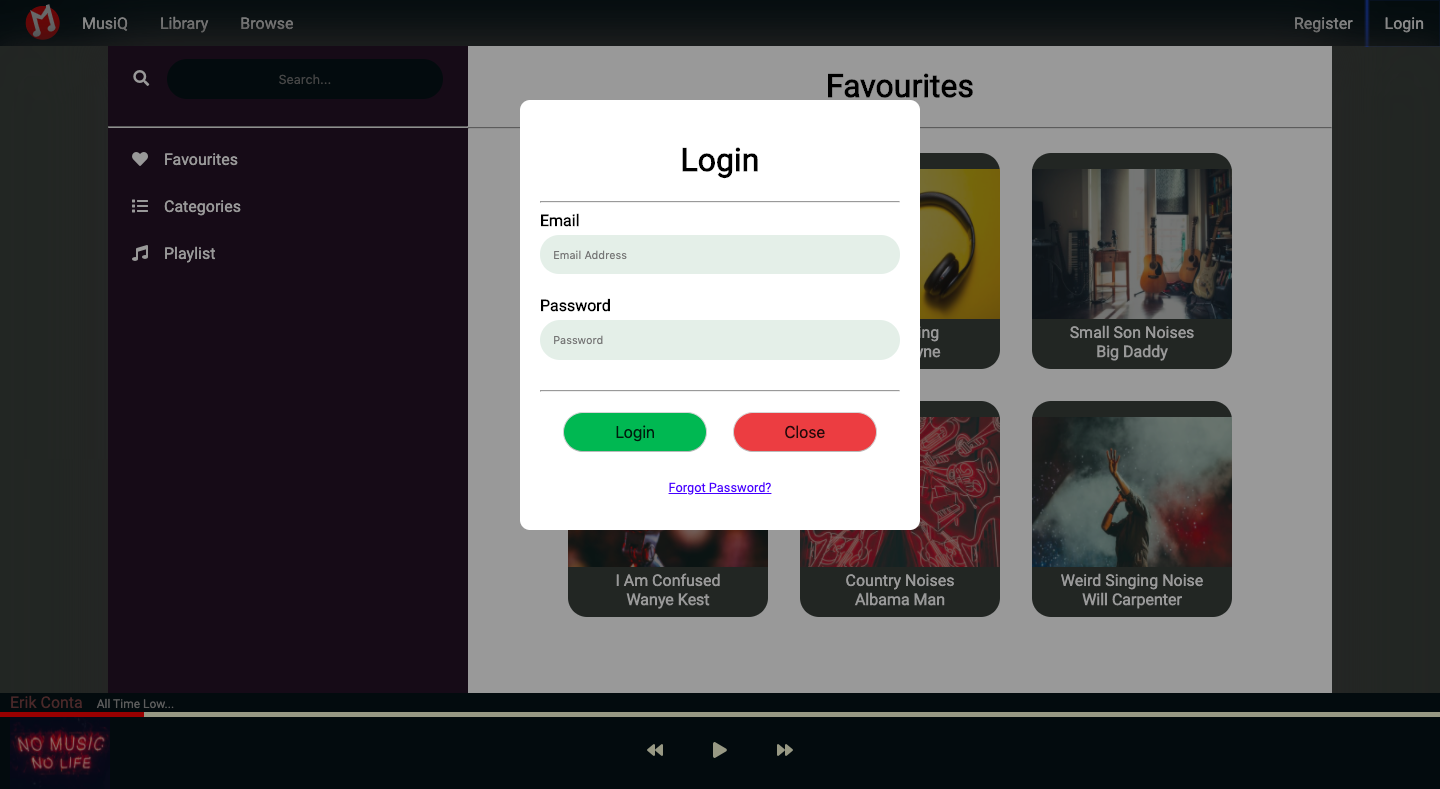 MusiQ
Library
Browse
Register
Login
Search...
Favourites
Categories
Playlist
Favourites
Login
Email
Email Address
Password
Password
Login
Close
Forgot Password?
Small Son Noises
Big Daddy
I Am Confused
Wanye Kest
Country Noises
Albama Man
Weird Singing Noise
Will Carpenter
Erik Conta
All Time Low...
NO MUSIC
NO LIFE